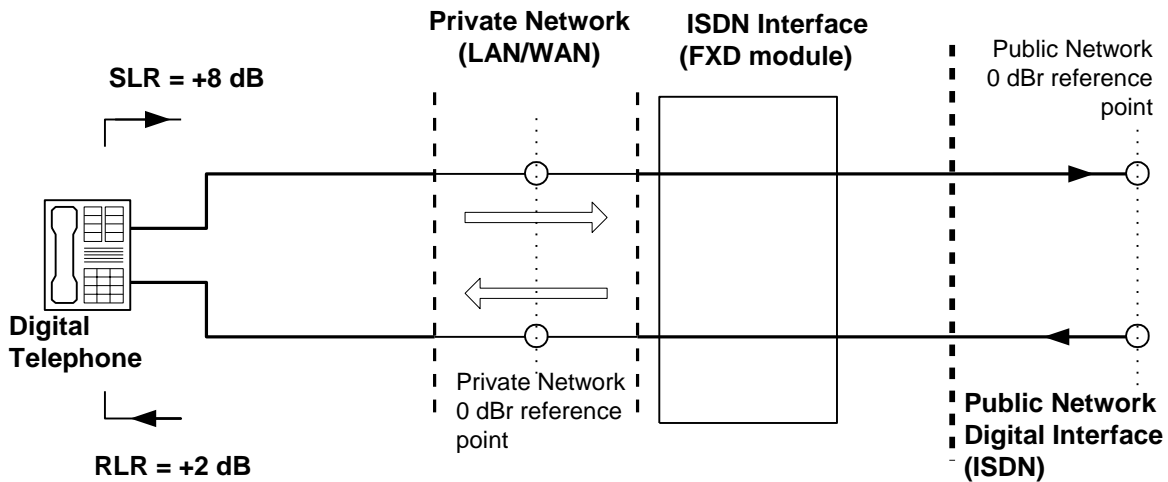 Private Network
(LAN/WAN)
ISDN Interface
(FXD module)
Public Network
0 dBr reference
point
SLR = +8 dB
Digital
Telephone
Private Network
0 dBr reference
point
Public Network
Digital Interface
(ISDN)
RLR = +2 dB